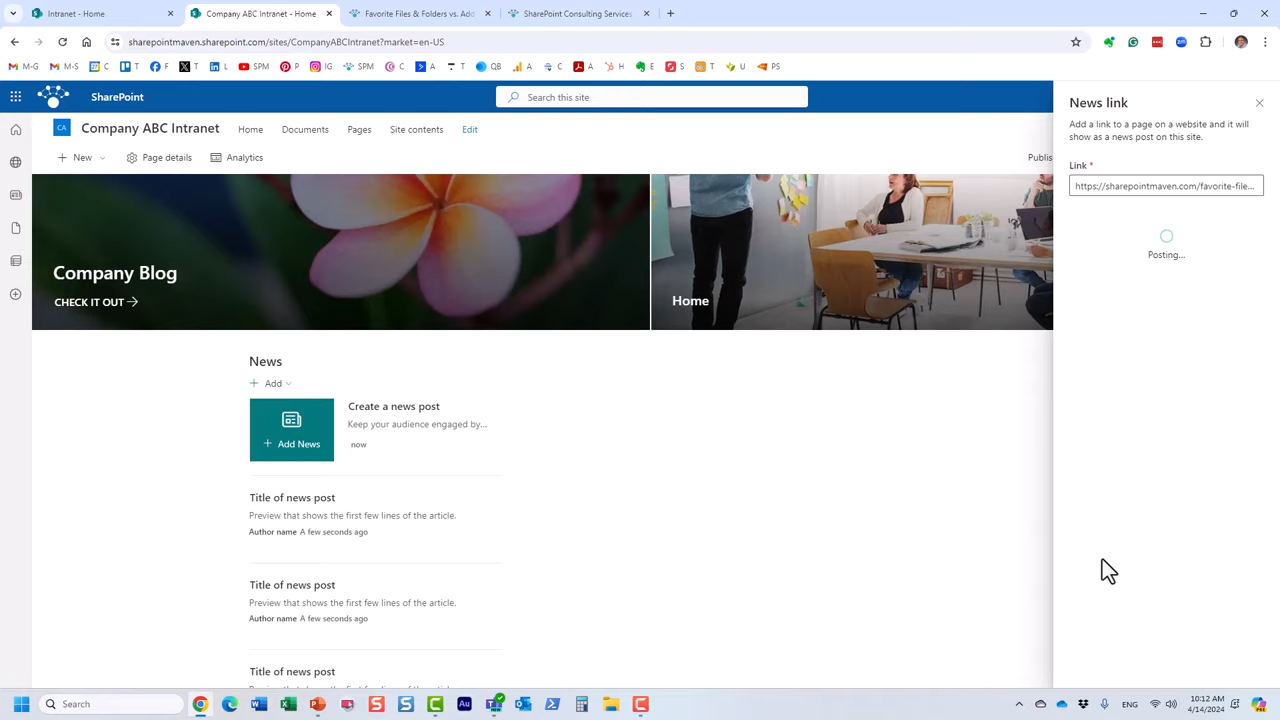 Intranet - Home
Company ABC Intranet - Home
Favorite Files & Folders vs. Add
SharePoint Consulting Services
sharepointmaven.com/sites/CompanyABCIntranet?market=en-US
M-G
M-S
C
T
F
T
L
SPM
P
IG
SPM
C
A
T
QB
A
C
A
H
E
S
T
U
PS
SharePoint
Search this site
CA
Company ABC Intranet
Home
Documents
Pages
Site contents
Edit
New
Page details
Analytics
Publis
Company Blog
CHECK IT OUT
Home
News
Add
Add News
Create a news post
Keep your audience engaged by...
now
Title of news post
Preview that shows the first few lines of the article.
Author name A few seconds ago
Title of news post
Preview that shows the first few lines of the article.
Author name A few seconds ago
Title of news post
News link
Add a link to a page on a website and it will
show as a news post on this site.
Link *
https://sharepointmaven.com/favorite-file...
Posting...
Search
ENG
10:12 AM
4/14/2024